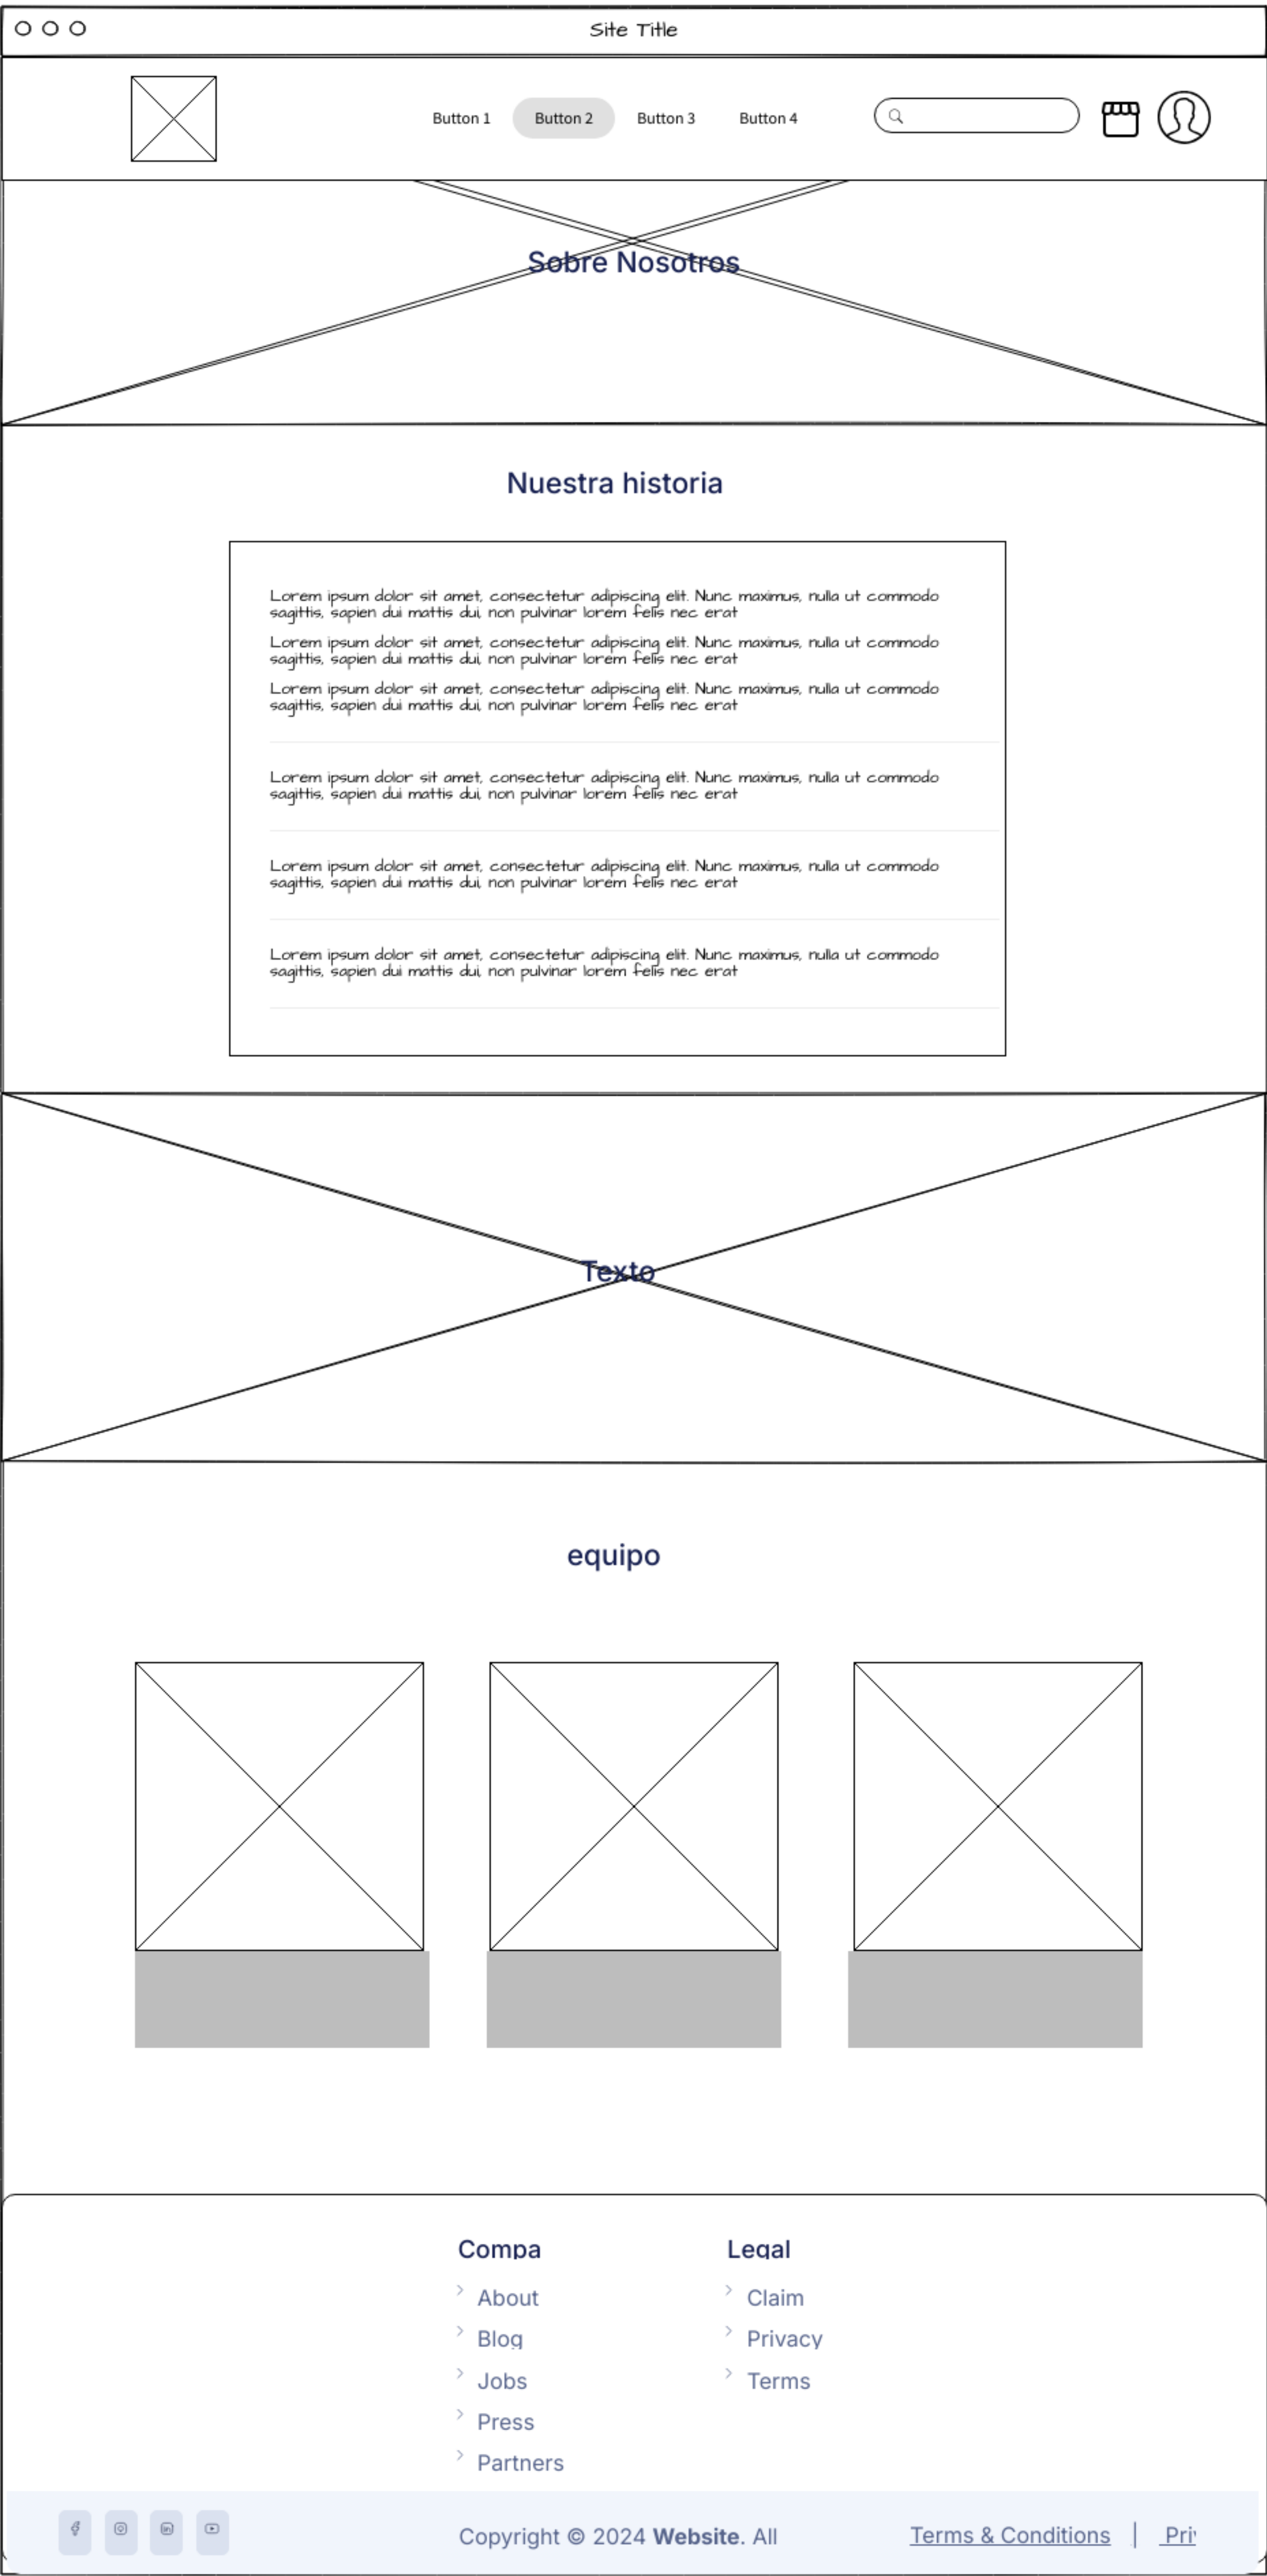 Site Title
Button 1 Button 2 Button 3 Button 4
Sobre Nosotros
Nuestra historia
Lorem ipsum dolor sit amet, consectetur adipiscing elit. Nunc maximus, nulla ut commodo
sagittis, sapien dui mattis dui, non pulvinar lorem felis nec erat
Lorem ipsum dolor sit amet, consectetur adipiscing elit. Nunc maximus, nulla ut commodo
sagittis, sapien dui mattis dui, non pulvinar lorem felis nec erat
Lorem ipsum dolor sit amet, consectetur adipiscing elit. Nunc maximus, nulla ut commodo
sagittis, sapien dui mattis dui, non pulvinar lorem felis nec erat
Lorem ipsum dolor sit amet, consectetur adipiscing elit. Nunc maximus, nulla ut commodo
sagittis, sapien dui mattis dui, non pulvinar lorem felis nec erat
Lorem ipsum dolor sit amet, consectetur adipiscing elit. Nunc maximus, nulla ut commodo
sagittis, sapien dui mattis dui, non pulvinar lorem felis nec erat
Lorem ipsum dolor sit amet, consectetur adipiscing elit. Nunc maximus, nulla ut commodo
sagittis, sapien dui mattis dui, non pulvinar lorem felis nec erat
Texto
equipo
Compa
About
Blog
Jobs
Press
Partners
Legal
Claim
Privacy
Terms
Copyright © 2024 Website. All
Terms & Conditions | Pri